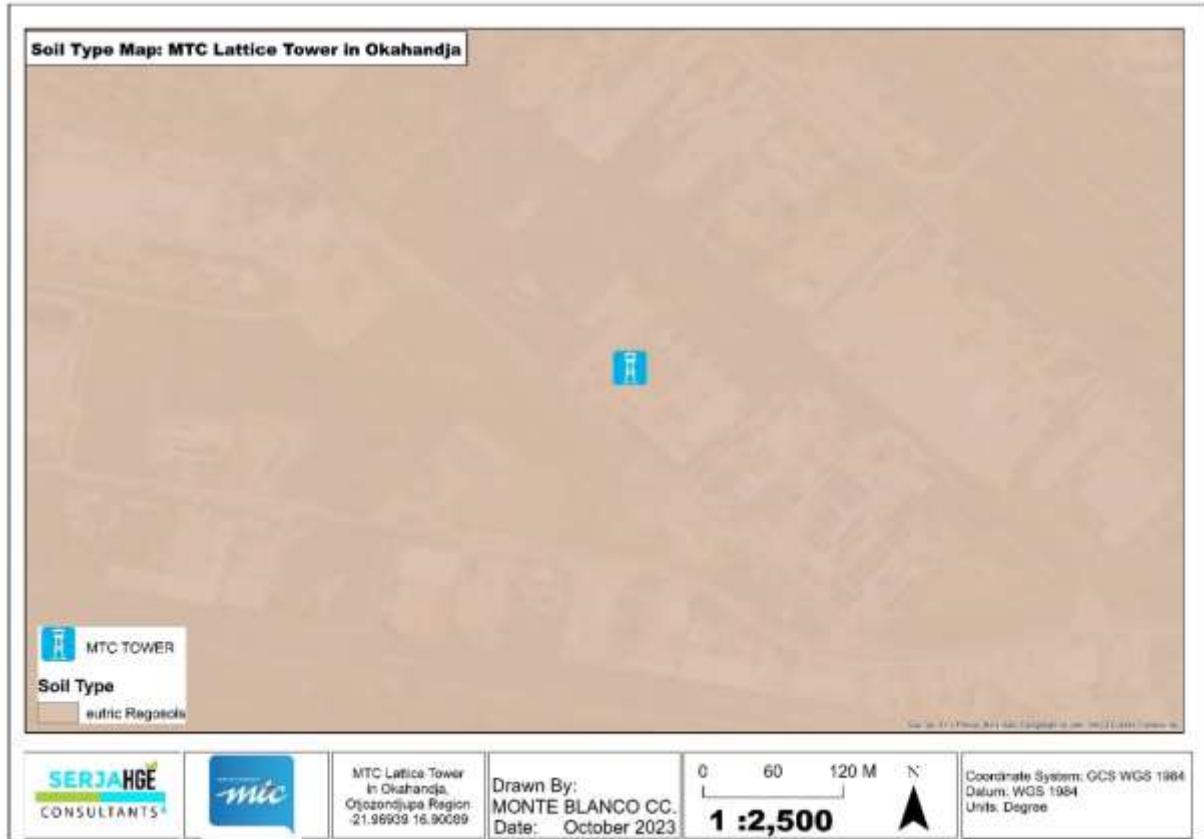 Soil Type Map: MTC Lattice Tower in Okahandja
MTC TOWER
Soil Type
eutric Regosols
SERJAHGE
CONSULTANTS
mtc
MTC Lattice Tower
in Okahandja,
Otjozondjupa Region
-21.96939 16.90089
Drawn By:
MONTE BLANCO CC.
Date: October 2023
0 60 120 M
1 :2,500
N
Coordinate System: GCS WGS 1984
Datum: WGS 1984
Units: Degree